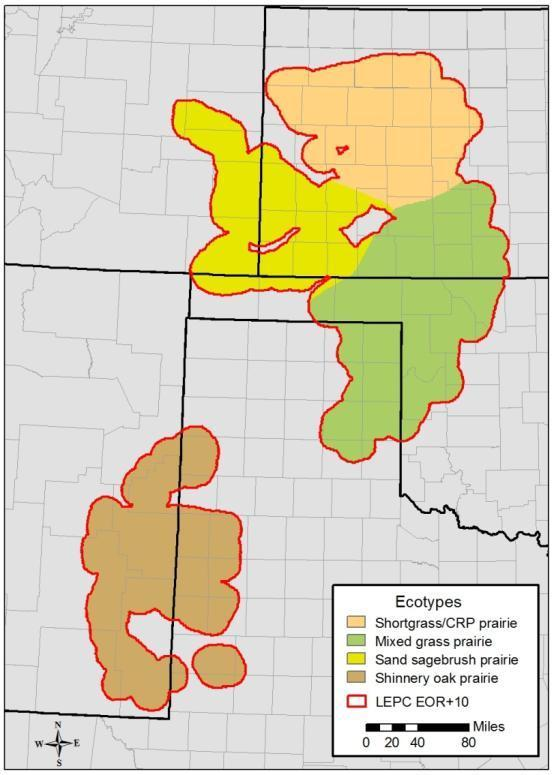 Ecotypes
Shortgrass/CRP prairie
Mixed grass prairie
Sand sagebrush prairie
Shinnery oak prairie
LEPC EOR+10
Miles
0 20 40 80
N
W E
S